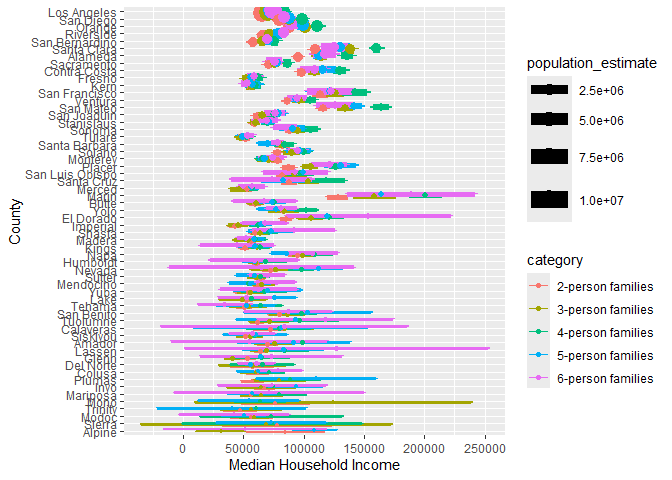 Los Angeles
San Diego
Orange
Riverside
San Bernardino
Santa Clara
Alameda
Sacramento
Contra Costa
Fresno
Kern
San Francisco
Ventura
San Mateo
San Joaquin
Stanislaus
Sonoma
Tulare
Santa Barbara
Solano
Monterey
Placer
San Luis Obispo
Santa Cruz
Merced
Marin
Butte
Yolo
El Dorado
Imperial
Shasta
Madera
Kings
Napa
Humboldt
Nevada
Sutter
Mendocino
Yuba
Lake
Tehama
San Benito
Tuolumne
Calaveras
Siskiyou
Amador
Lassen
Glenn
Del Norte
Colusa
Plumas
Inyo
Mariposa
Mono
Trinity
Modoc
Sierra
Alpine
County
0
50000
100000
150000
200000
250000
Median Household Income
population_estimate
2.5e+06
5.0e+06
7.5e+06
1.0e+07
category
2-person families
3-person families
4-person families
5-person families
6-person families